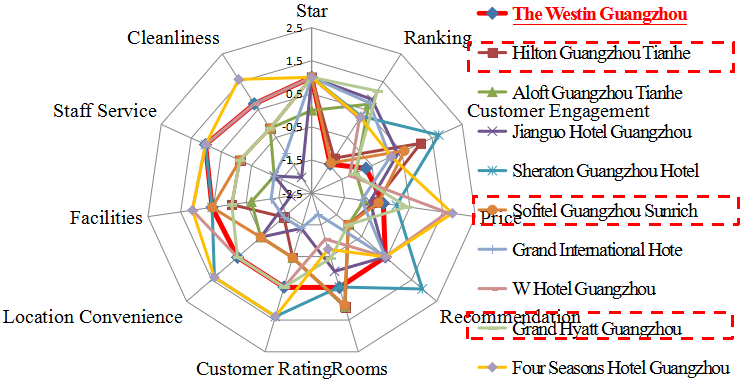 Star
Ranking
Customer Engagement
Price
Recommendation
Rooms
Customer Rating
Location Convenience
Facilities
Staff Service
Cleanliness
2.5
1.5
0.5
-0.5
-1.5
-2.5
The Westin Guangzhou
Hilton Guangzhou Tianhe
Aloft Guangzhou Tianhe
Jianguo Hotel Guangzhou
Sheraton Guangzhou Hotel
Sofitel Guangzhou Sunrich
Grand International Hote
W Hotel Guangzhou
Grand Hyatt Guangzhou
Four Seasons Hotel Guangzhou